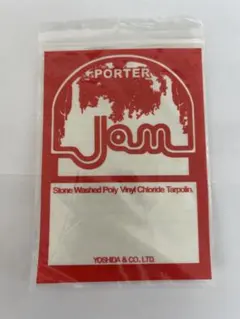 PORTER
Jam
Stone Washed Poly Vinyl Chloride Tarpolin.
YOSHIDA & CO., LTD.